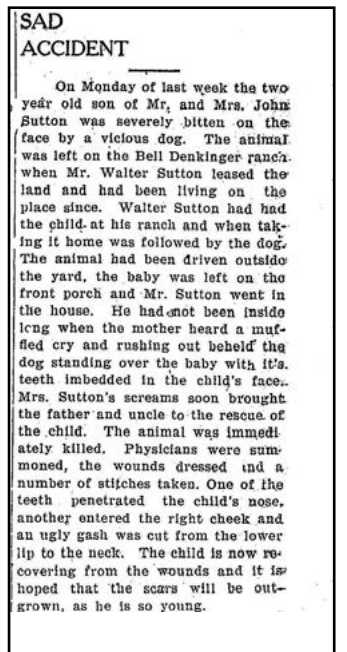 SAD
ACCIDENT
On Monday of last week the two
year old son of Mr. and Mrs. John
Sutton was severely bitten on the
face by a vicious dog. The animal
was left on the Bell Denkinger ranch
when Mr. Walter Sutton leased the
land and had been living on the
place since. Walter Sutton had had
the child at his ranch and when tak-
ing it home was followed by the dog.
The animal had been driven outside
the yard, the baby was left on the
front porch and Mr. Sutton went in
the house. He had not been inside
long when the mother heard a muf-
fled cry and rushing out beheld the
dog standing over the baby with it's
teeth imbedded in the child's face.
Mrs. Sutton's screams soon brought
the father and uncle to the rescue of
the child. The animal was immedi
ately killed. Physicians were sum-
moned, the wounds dressed and a
number of stitches taken. One of the
teeth penetrated the child's nose,
another entered the right cheek and
an ugly gash was cut from the lower
lip to the neck. The child is now re-
covering from the wounds and it is
hoped that the scars will be out-
grown, as he is so young.